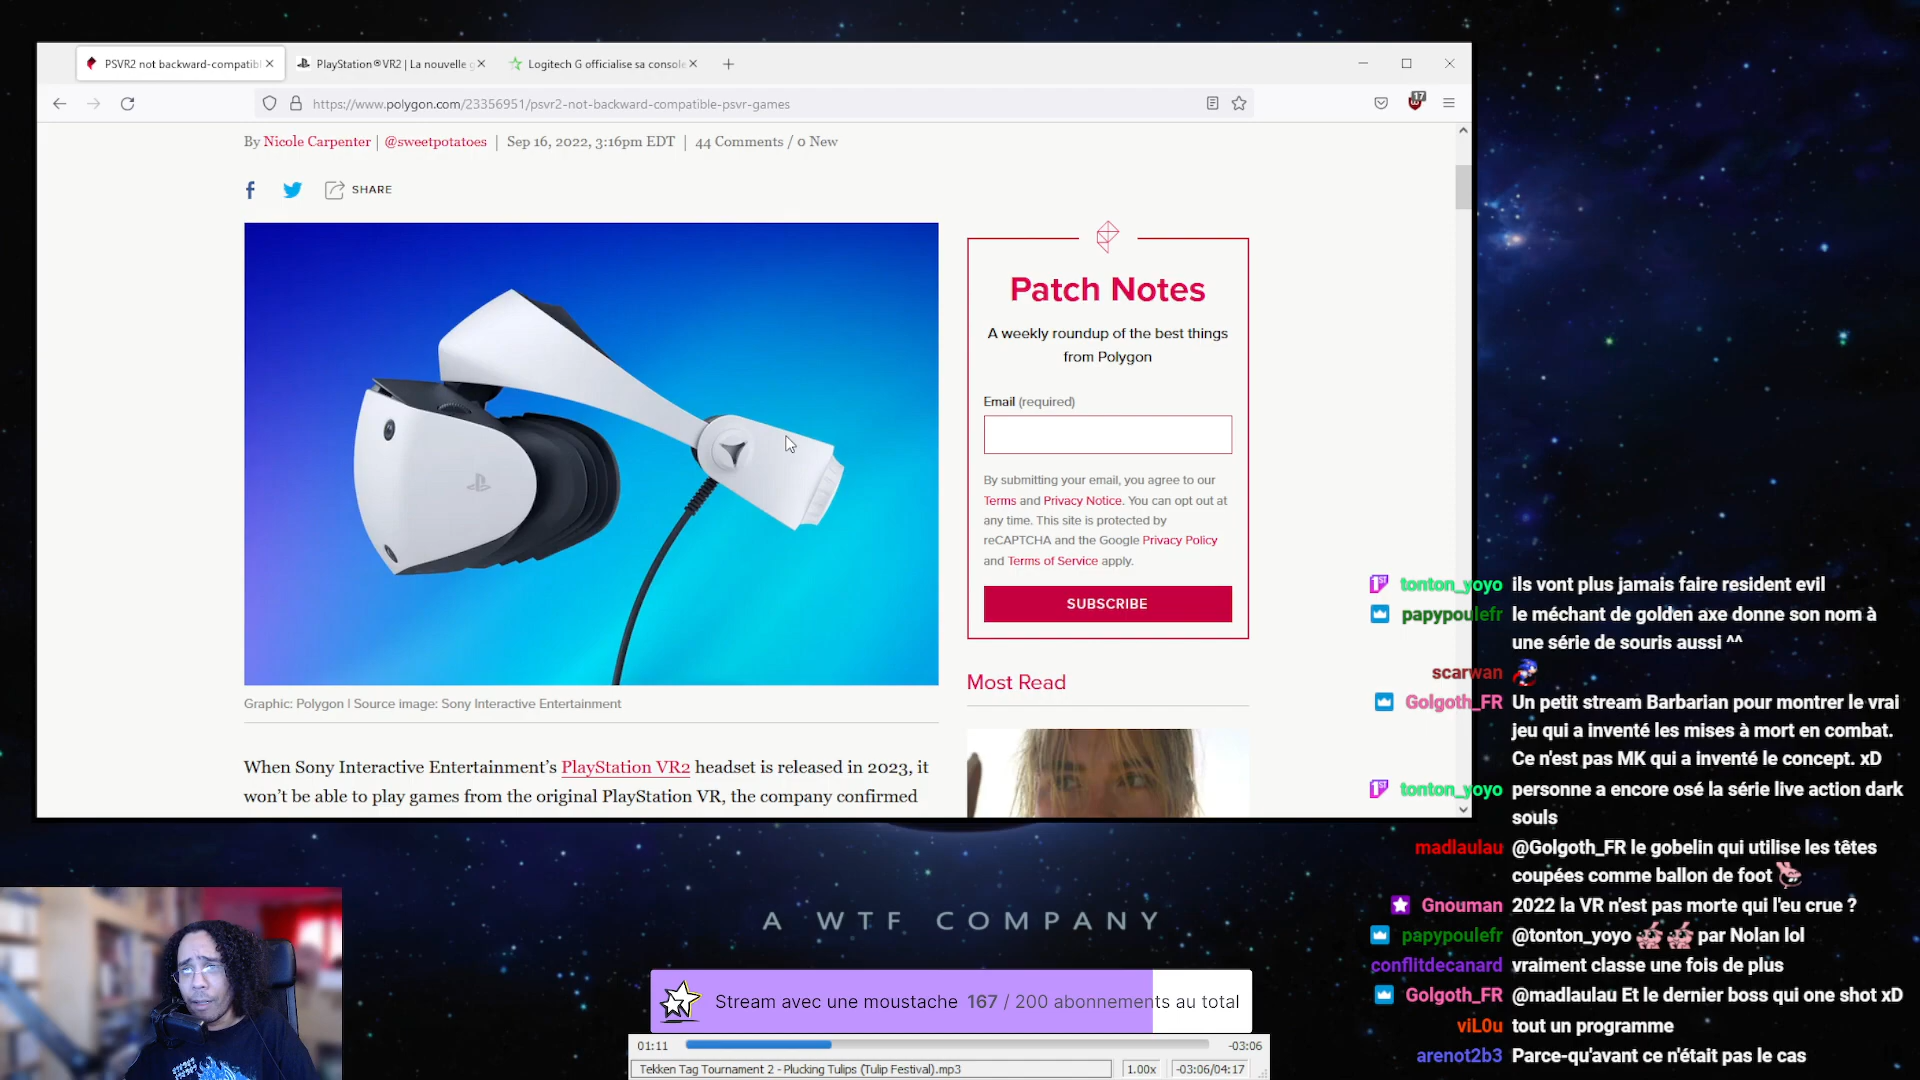 PSVR2 not backward-compatibl
PlayStation®VR2 | La nouvelle g
Logitech G officialise sa console
https://www.polygon.com/23356951/psvr2-not-backward-compatible-psvr-games
17
By Nicole Carpenter | @sweetpotatoes | Sep 16, 2022, 3:16pm EDT | 44 Comments / 0 New
SHARE
Graphic: Polygon | Source image: Sony Interactive Entertainment
When Sony Interactive Entertainment's PlayStation VR2 headset is released in 2023, it
won't be able to play games from the original PlayStation VR, the company confirmed
Patch Notes
A weekly roundup of the best things
from Polygon
Email (required)
By submitting your email, you agree to our
Terms and Privacy Notice. You can opt out at
any time. This site is protected by
reCAPTCHA and the Google Privacy Policy
and Terms of Service apply.
SUBSCRIBE
Most Read
1ST tonton_yoyo ils vont plus jamais faire resident evil
papypoulefr le méchant de golden axe donne son nom à
une série de souris aussi ^^
scarwan
Golgoth_FR Un petit stream Barbarian pour montrer le vrai
jeu qui a inventé les mises à mort en combat.
Ce n'est pas MK qui a inventé le concept. xD
1ST tonton_yoyo personne a encore osé la série live action dark
souls
madlaulau @Golgoth_FR le gobelin qui utilise les têtes
coupées comme ballon de foot
Gnouman 2022 la VR n'est pas morte qui l'eu crue ?
papypoulefr @tonton_yoyo par Nolan lol
conflitdecanard vraiment classe une fois de plus
Golgoth_FR @madlaulau Et le dernier boss qui one shot xD
viL0u tout un programme
arenot2b3 Parce-qu'avant ce n'était pas le cas
A WTF COMPANY
Stream avec une moustache 167 / 200 abonnements au total
01:11
-03:06
Tekken Tag Tournament 2 - Plucking Tulips (Tulip Festival).mp3
1.00x
-03:06/04:17